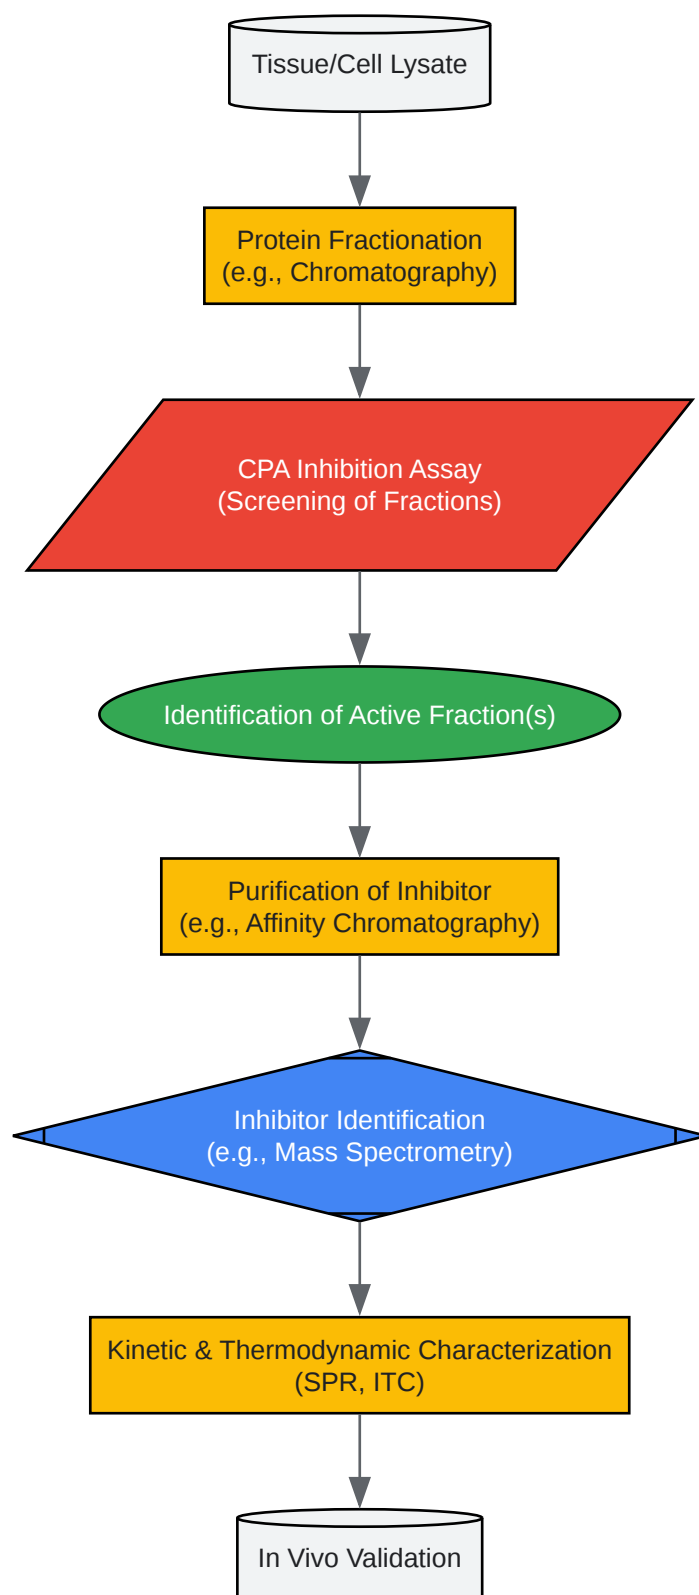 Tissue/Cell Lysate
Protein Fractionation
(e.g., Chromatography)
CPA Inhibition Assay
(Screening of Fractions)
Identification of Active Fraction(s)
Purification of Inhibitor
(e.g., Affinity Chromatography)
Inhibitor Identification
(e.g., Mass Spectrometry)
Kinetic & Thermodynamic Characterization
(SPR, ITC)
In Vivo Validation